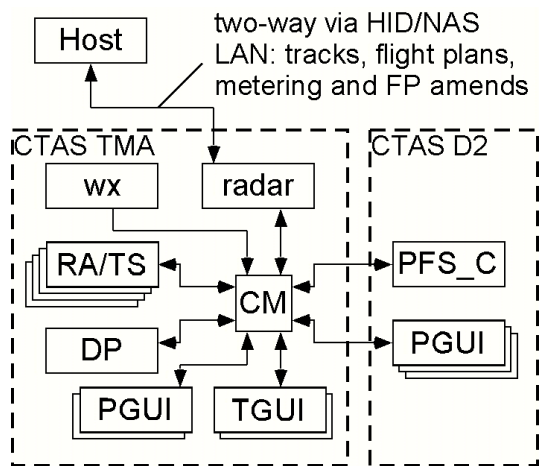 Host
two-way via HID/NAS
LAN: tracks, flight plans,
metering and FP amends
CTAS TMA
CTAS D2
wx
radar
RA/TS
CM
PFS_C
DP
PGUI
PGUI
TGUI